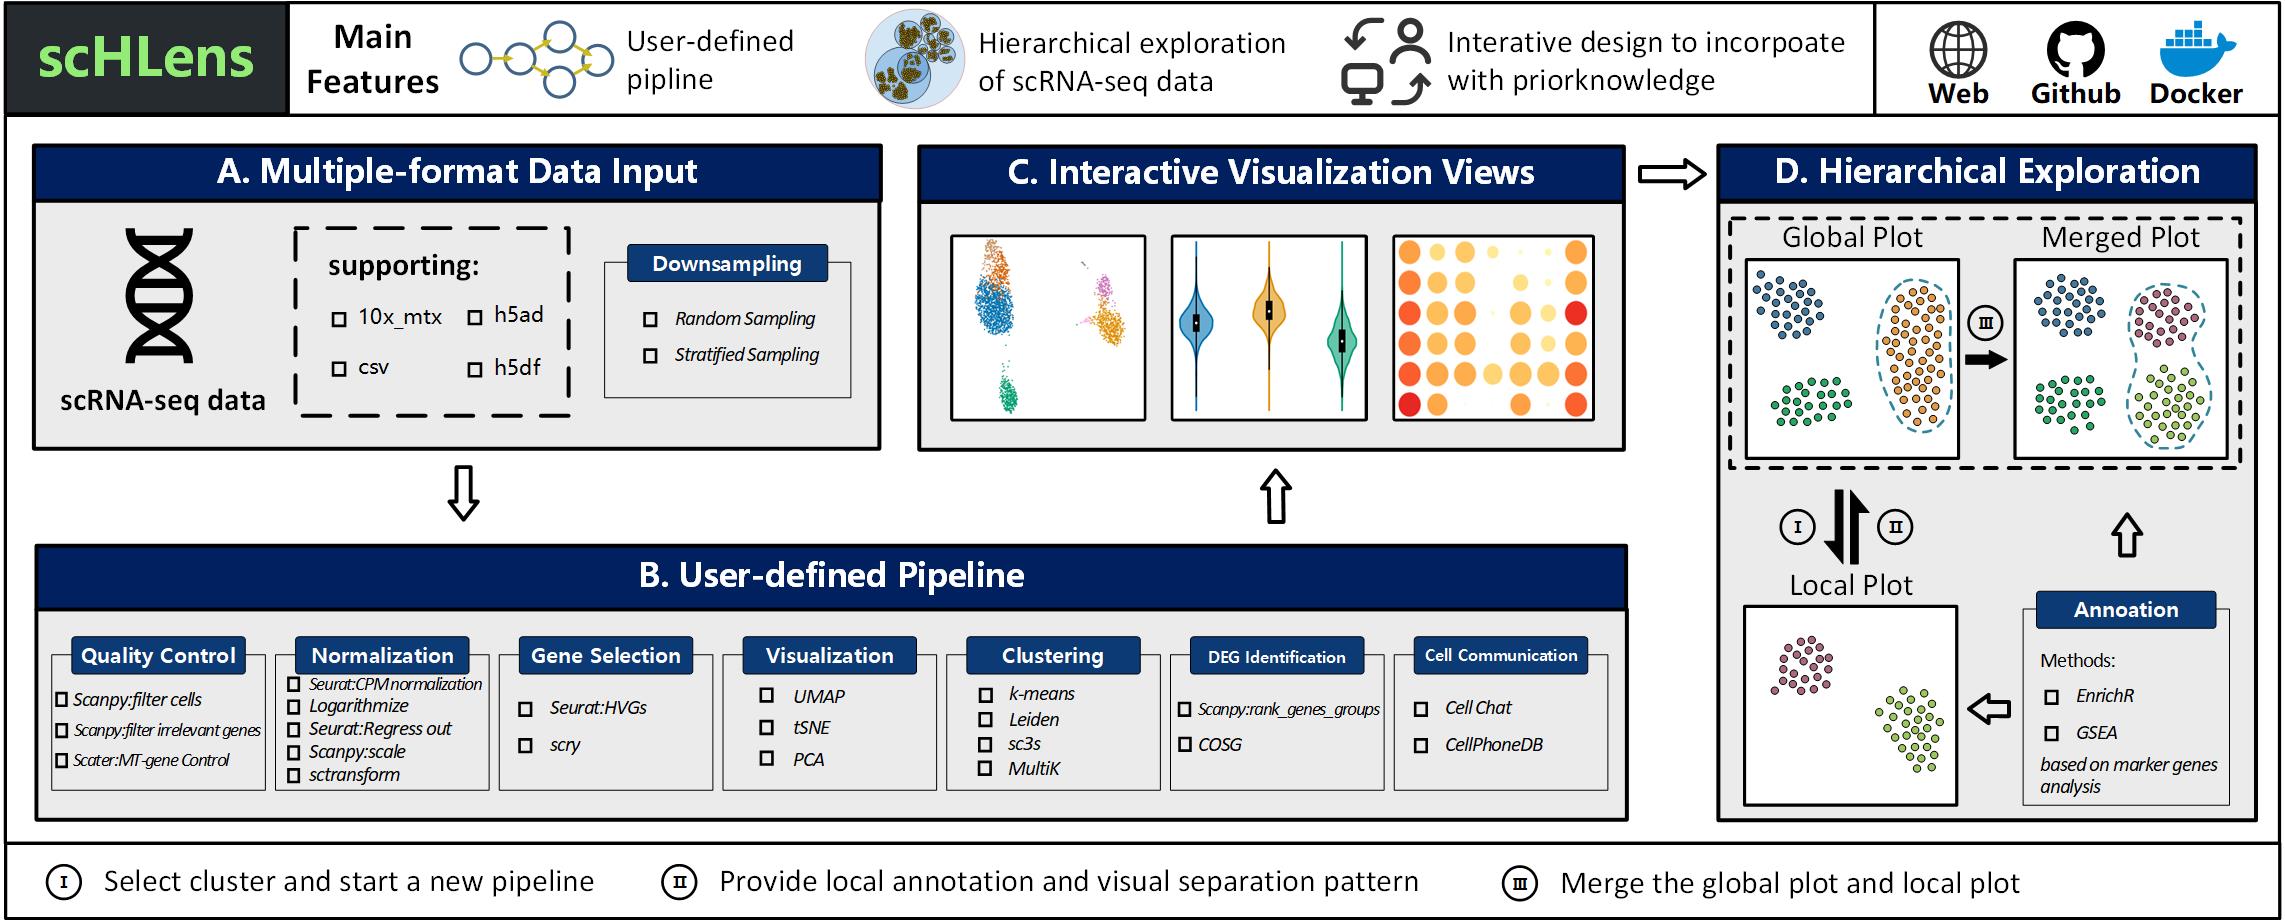 scHLens
Main
Features
User-defined
pipline
Hierarchical exploration
of scRNA-seq data
Interative design to incorpoate
with priorknowledge
Web
Github
Docker
A. Multiple-format Data Input
scRNA-seq data
supporting:
10x_mtx
h5ad
csv
h5df
Downsampling
Random Sampling
Stratified Sampling
B. User-defined Pipeline
Quality Control
Scanpy:filter cells
Scanpy:filter irrelevant genes
Scater:MT-gene Control
Normalization
Seurat:CPM normalization
Logarithmize
Seurat:Regress out
Scanpy:scale
sctransform
Gene Selection
Seurat:HVGs
scry
Visualization
UMAP
tSNE
PCA
Clustering
k-means
Leiden
sc3s
MultiK
DEG Identification
Scanpy:rank_genes_groups
COSG
Cell Communication
Cell Chat
CellPhoneDB
C. Interactive Visualization Views
D. Hierarchical Exploration
Global Plot
Merged Plot
III
I
II
Local Plot
Annoation
Methods:
EnrichR
GSEA
based on marker genes
analysis
I Select cluster and start a new pipeline
II Provide local annotation and visual separation pattern
III Merge the global plot and local plot